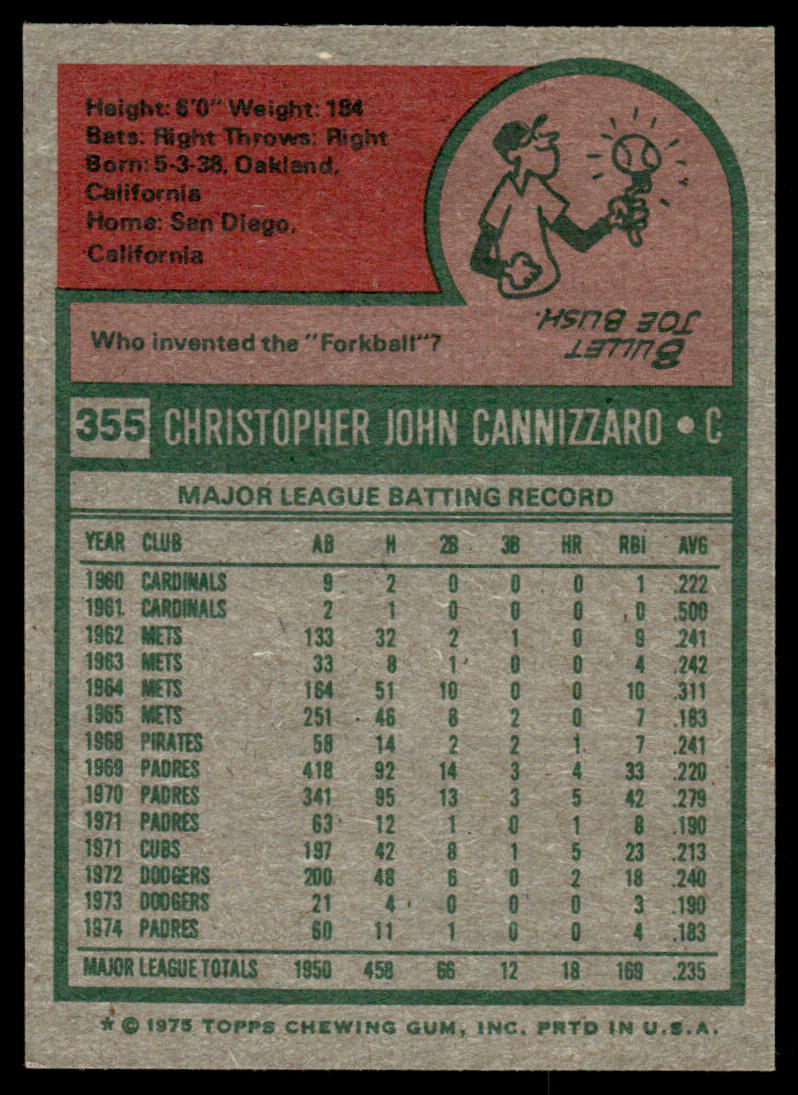 Height: 6'0" Weight: 184
Bats: Right Throws: Right
Born: 5-3-38, Oakland,
California
Home: San Diego,
California
Who invented the "Forkball"?
BULLET
JOE BUSH.
355 CHRISTOPHER JOHN CANNIZZARO • C
MAJOR LEAGUE BATTING RECORD
YEAR CLUB AB H 2B 3B HR RBI AVG
1960 CARDINALS 9 2 0 0 0 1 .222
1961 CARDINALS 2 1 0 0 0 0 .500
1962 METS 133 32 2 1 0 9 .241
1963 METS 33 8 1 0 0 4 .242
1964 METS 164 51 10 0 0 10 .311
1965 METS 251 46 8 2 0 7 .183
1968 PIRATES 58 14 2 2 1 7 .241
1969 PADRES 418 92 14 3 4 33 .220
1970 PADRES 341 95 13 3 5 42 .279
1971 PADRES 63 12 1 0 1 8 .190
1971 CUBS 197 42 8 1 5 23 .213
1972 DODGERS 200 48 6 0 2 18 .240
1973 DODGERS 21 4 0 0 0 3 .190
1974 PADRES 60 11 1 0 0 4 .183
MAJOR LEAGUE TOTALS 1950 458 66 12 18 169 .235
* © 1975 TOPPS CHEWING GUM, INC. PRTD IN U.S.A.